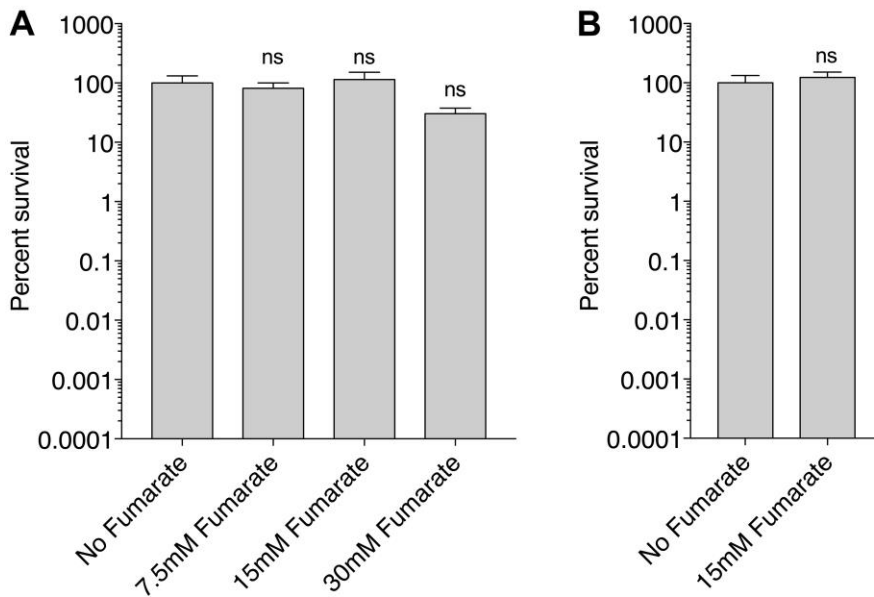 A
Percent survival
1000
100
10
1
0.1
0.01
0.001
0.0001
ns
ns
ns
No Fumarate
7.5mM Fumarate
15mM Fumarate
30mM Fumarate
B
Percent survival
1000
100
10
1
0.1
0.01
0.001
0.0001
ns
No Fumarate
15mM Fumarate